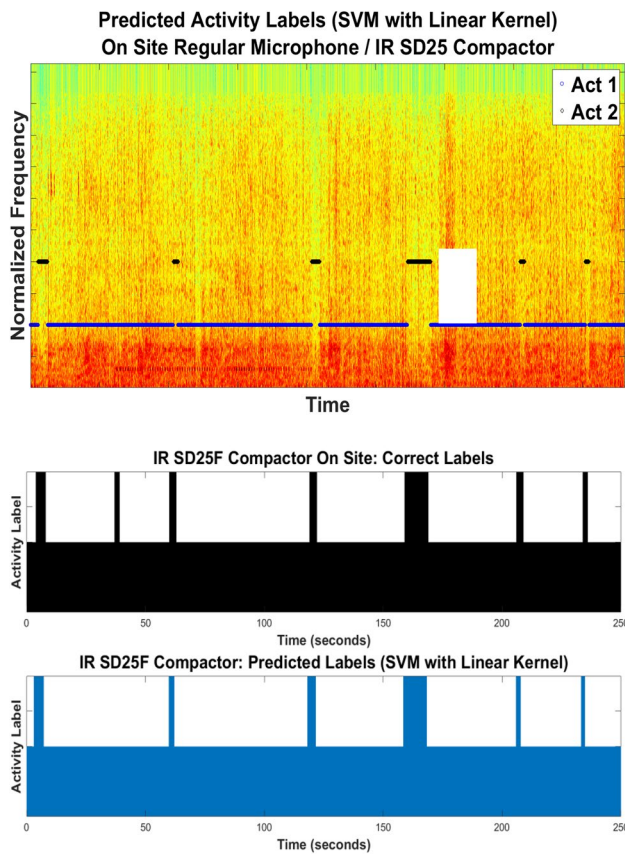 Predicted Activity Labels (SVM with Linear Kernel)
On Site Regular Microphone / IR SD25 Compactor
Act 1
Act 2
Normalized Frequency
Time
IR SD25F Compactor On Site: Correct Labels
Activity Label
0 50 100 150 200 250
Time (seconds)
IR SD25F Compactor: Predicted Labels (SVM with Linear Kernel)
Activity Label
0 50 100 150 200 250
Time (seconds)